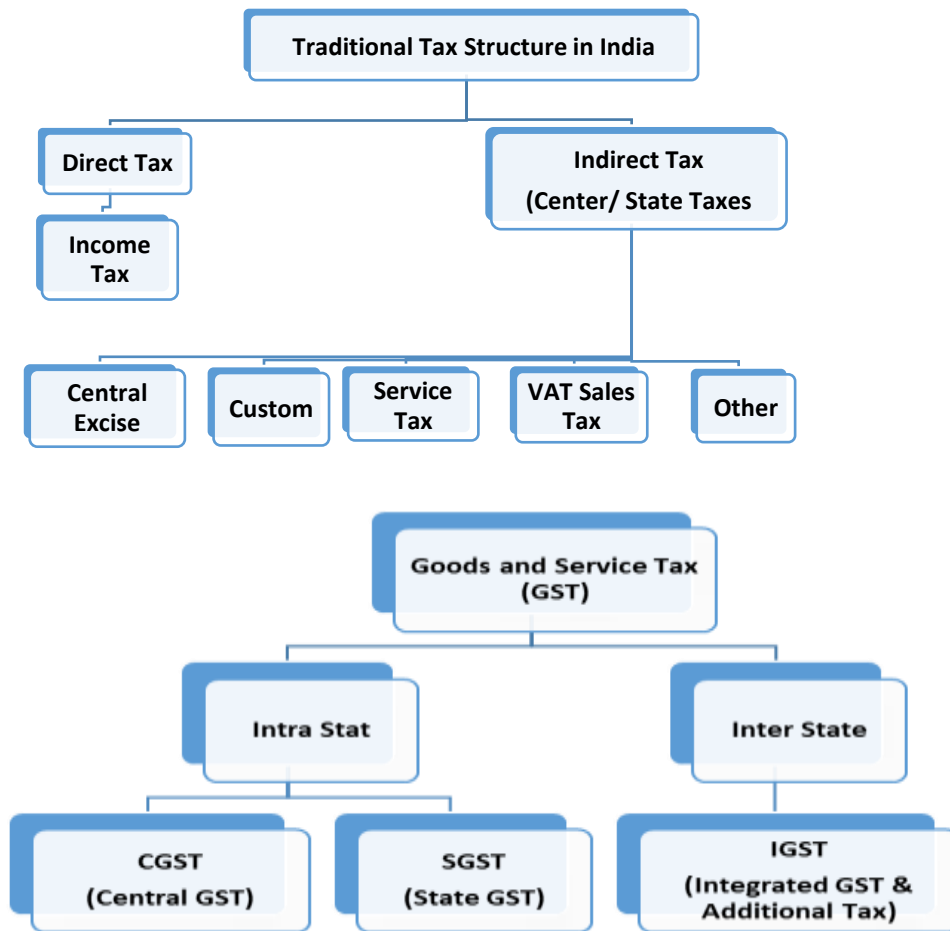 Traditional Tax Structure in India
Direct Tax
Indirect Tax
(Center/ State Taxes
Income
Tax
Central
Excise
Custom
Service
Tax
VAT Sales
Tax
Other
Goods and Service Tax
(GST)
Intra Stat
Inter State
CGST
(Central GST)
SGST
(State GST)
IGST
(Integrated GST &
Additional Tax)